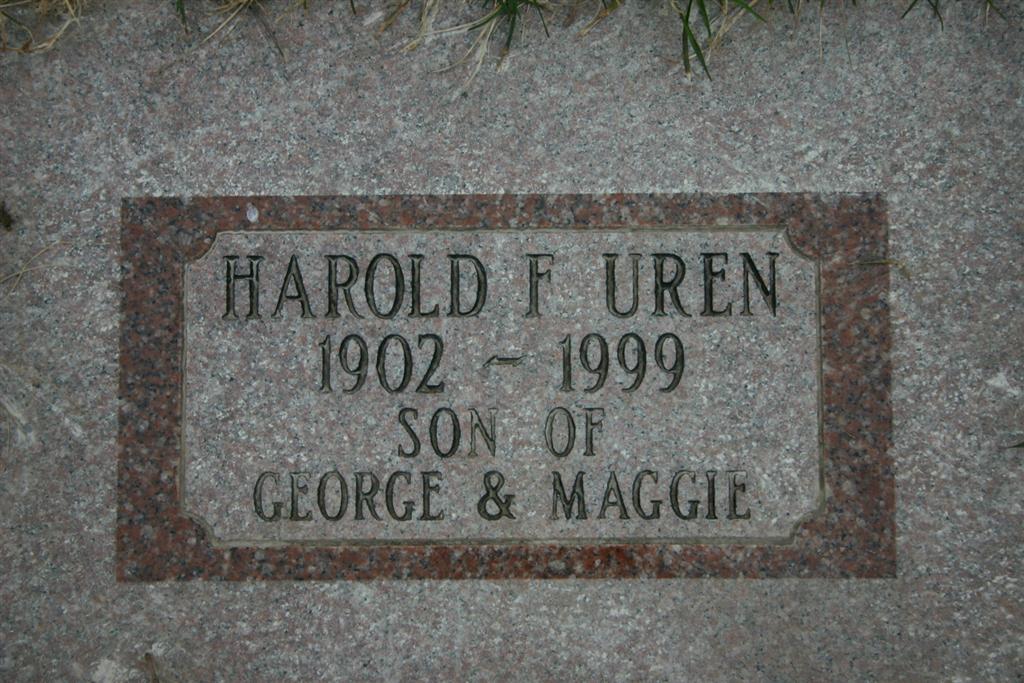 HAROLD F UREN
1902 - 1999
SON OF
GEORGE & MAGGIE